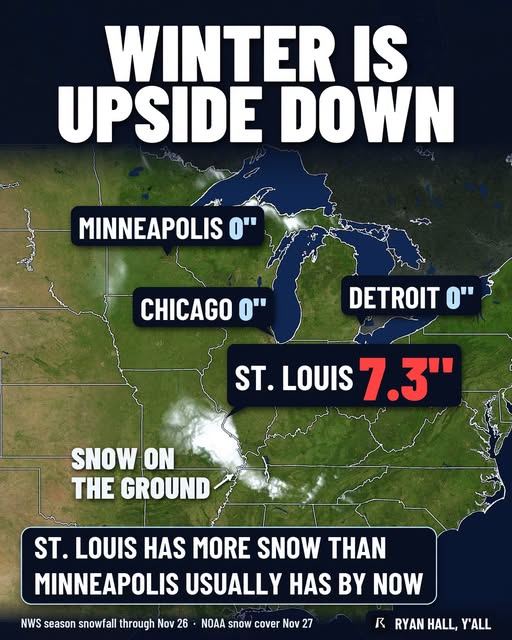 WINTER IS
UPSIDE DOWN
MINNEAPOLIS 0"
CHICAGO 0"
DETROIT 0"
ST. LOUIS 7.3"
SNOW ON
THE GROUND
ST. LOUIS HAS MORE SNOW THAN
MINNEAPOLIS USUALLY HAS BY NOW
NWS season snowfall through Nov 26 · NOAA snow cover Nov 27
RYAN HALL, Y'ALL